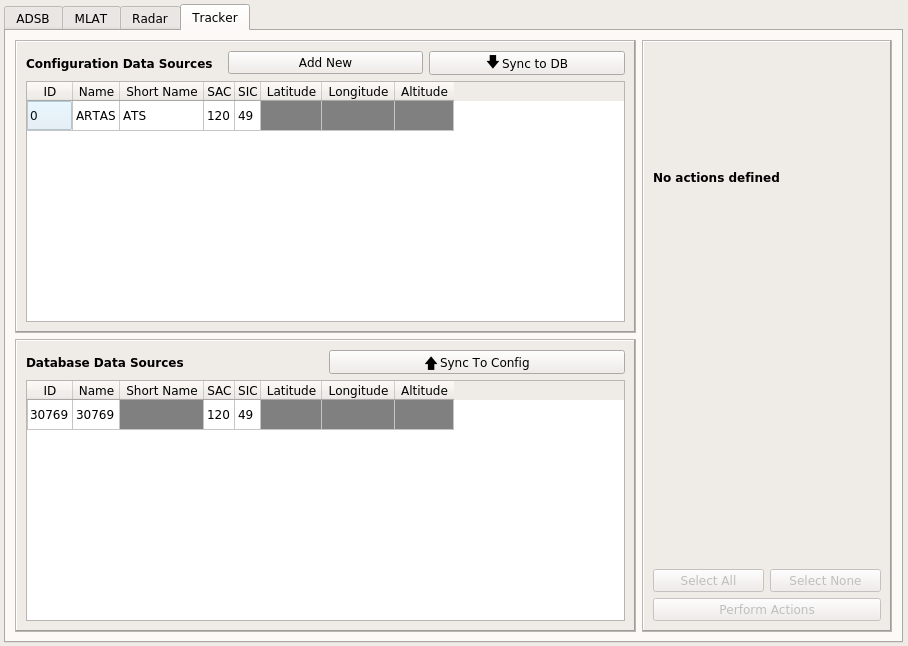 ADSB MLAT Radar Tracker
Configuration Data Sources Add New Sync to DB
ID Name Short Name SAC SIC Latitude Longitude Altitude
0 ARTAS ATS 120 49
No actions defined
Database Data Sources Sync To Config
ID Name Short Name SAC SIC Latitude Longitude Altitude
30769 30769 120 49
Select All Select None
Perform Actions